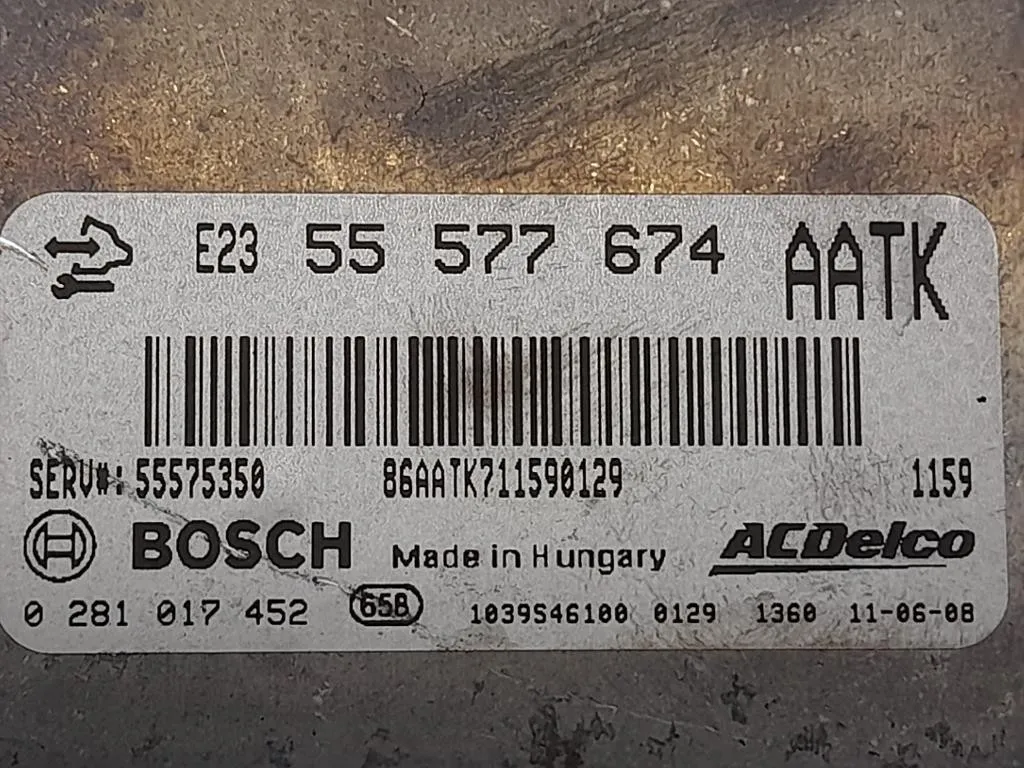 E23 55 577 674 AATK
SERV#: 55575350 86AATK711590129 1159
BOSCH Made in Hungary ACDelco
0 281 017 452 65B 1039S46100 0129 1360 11-06-08